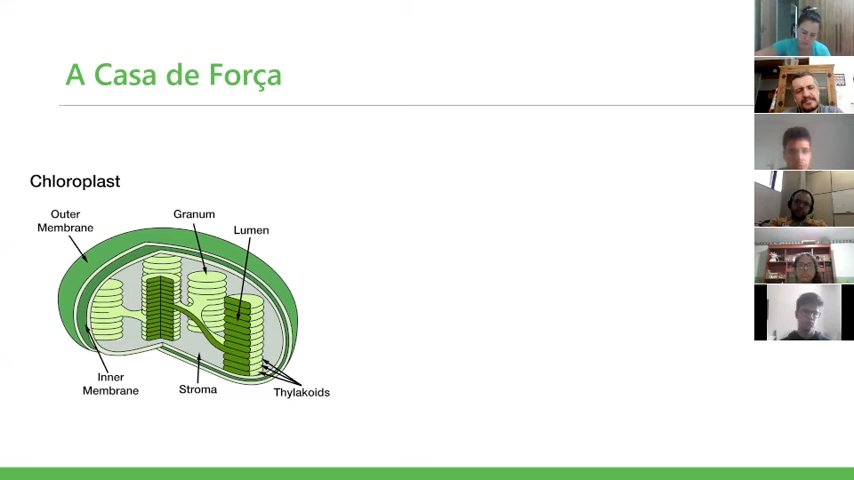 A Casa de Força
Chloroplast
Outer
Membrane
Granum
Lumen
Inner
Membrane
Stroma
Thylakoids